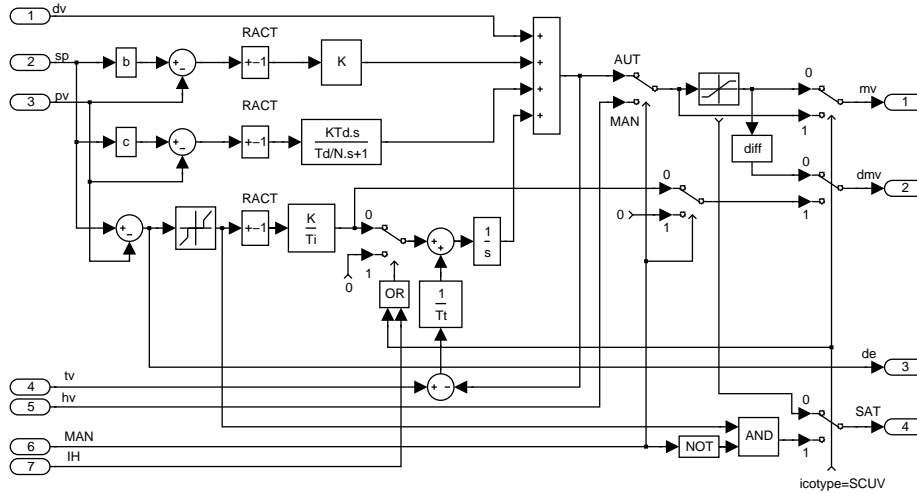 1 dv
RACT
2 sp b + - +-1 K
3 pv
+
+
+
+
AUT
MAN
0
1
mv 1
RACT
c + - +-1 KTd.s
Td/N.s+1
diff
0
1
dmv 2
RACT
+ - +-1 K
Ti
0
1
0
+ +
1
s
0
0
1
OR
1
Tt
de 3
4 tv + -
5 hv
6 MAN
7 IH
NOT
AND
0
1
SAT 4
icotype=SCUV